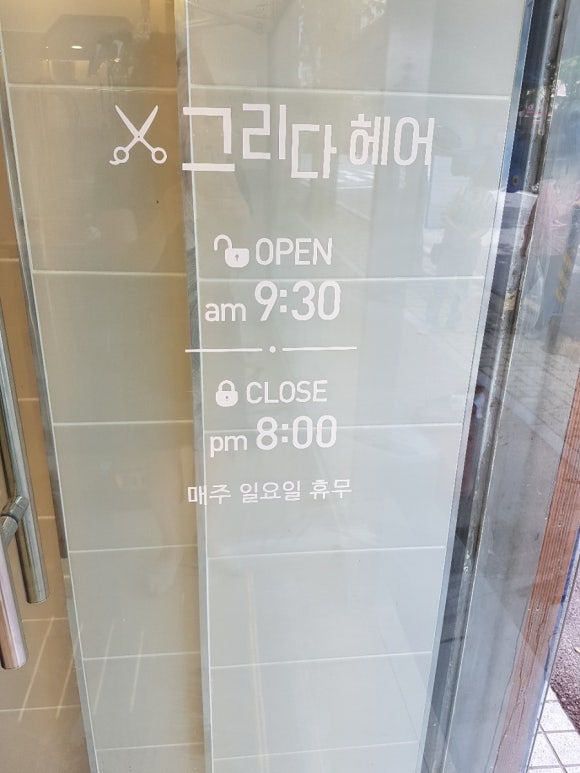 그리다 헤어
OPEN
am 9:30
CLOSE
pm 8:00
매주 일요일 휴무